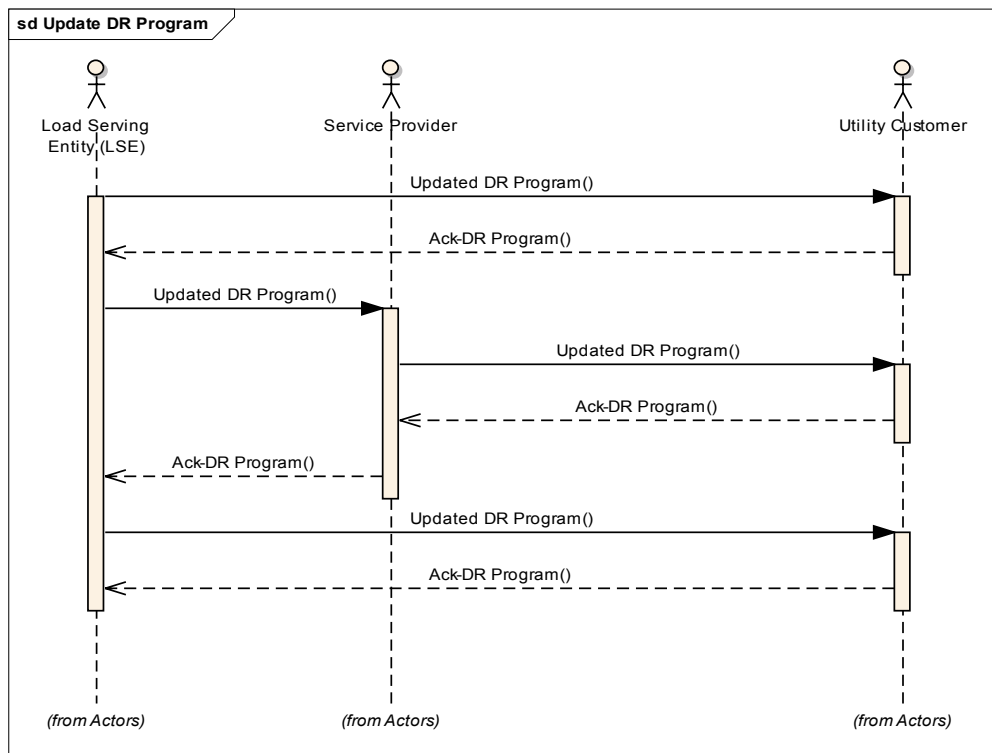 sd Update DR Program
Load Serving
Entity (LSE)
Service Provider
Utility Customer
Updated DR Program()
Ack-DR Program()
Updated DR Program()
Updated DR Program()
Ack-DR Program()
Ack-DR Program()
Updated DR Program()
Ack-DR Program()
(from Actors)
(from Actors)
(from Actors)